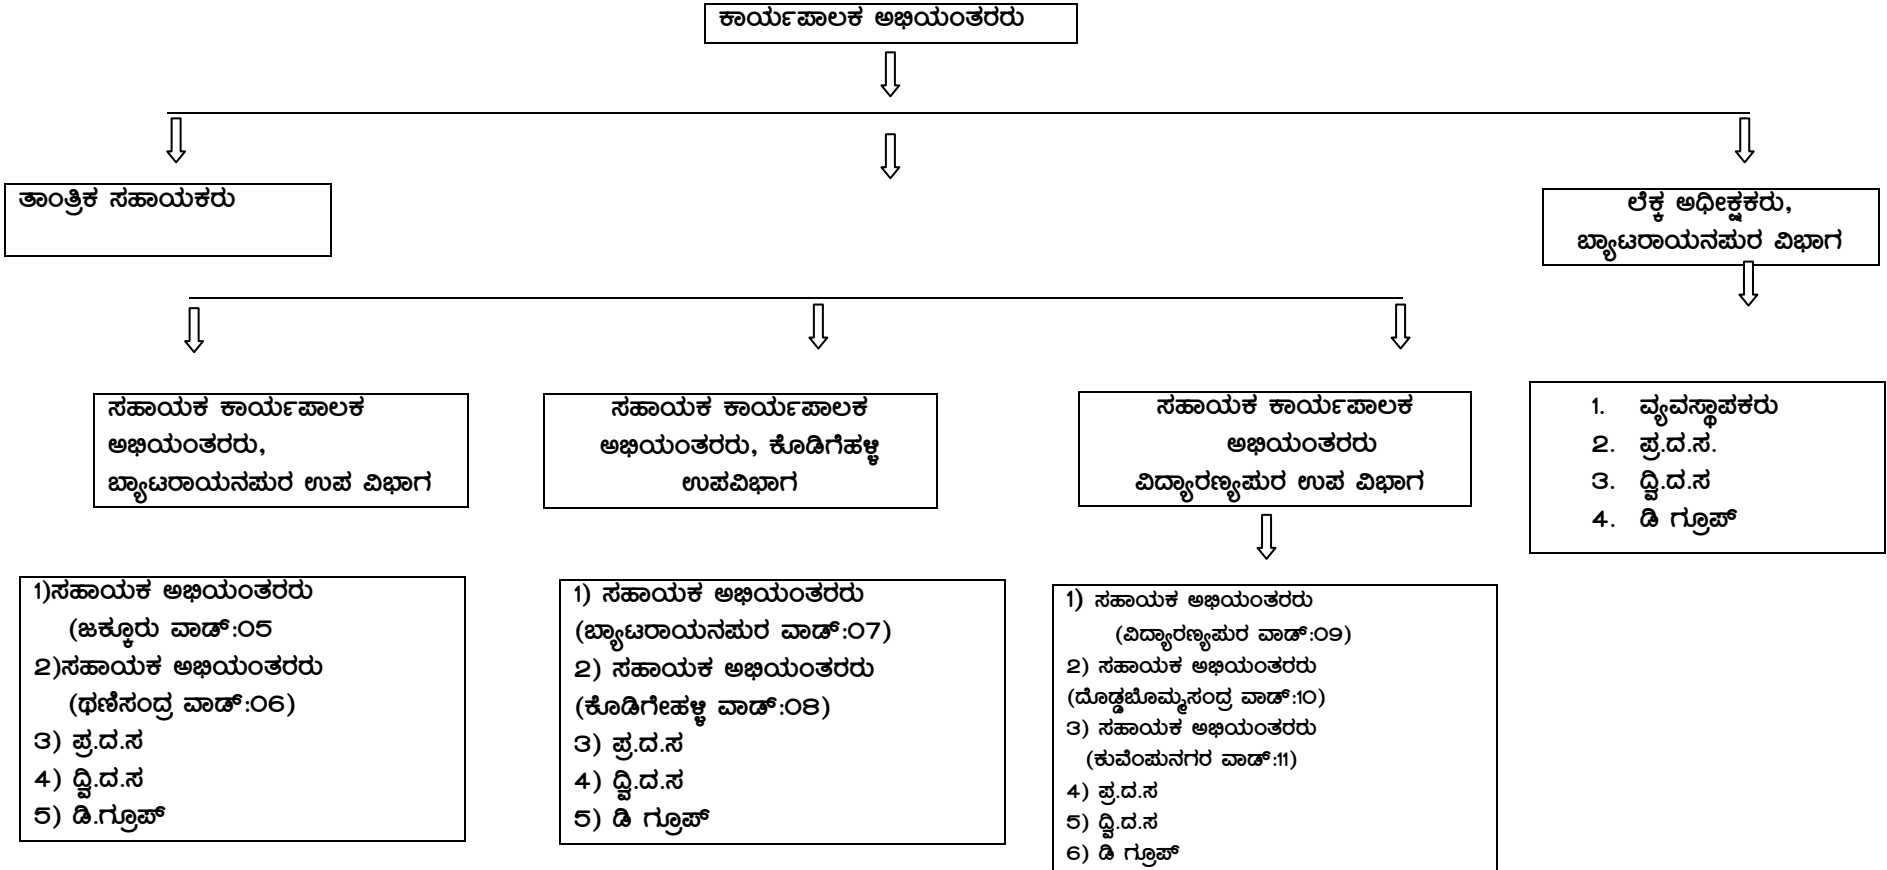 ಕಾರ್ಯಪಾಲಕ ಅಭಿಯಂತರರು
ತಾಂತ್ರಿಕ ಸಹಾಯಕರು
ಲೆಕ್ಕ ಅಧೀಕ್ಷಕರು,
ಬ್ಯಾಟರಾಯನಪುರ ವಿಭಾಗ
ಸಹಾಯಕ ಕಾರ್ಯಪಾಲಕ
ಅಭಿಯಂತರರು,
ಬ್ಯಾಟರಾಯನಪುರ ಉಪ ವಿಭಾಗ
ಸಹಾಯಕ ಕಾರ್ಯಪಾಲಕ
ಅಭಿಯಂತರರು, ಕೊಡಿಗೆಹಳ್ಳಿ
ಉಪವಿಭಾಗ
ಸಹಾಯಕ ಕಾರ್ಯಪಾಲಕ
ಅಭಿಯಂತರರು
ವಿದ್ಯಾರಣ್ಯಪುರ ಉಪ ವಿಭಾಗ
1. ವ್ಯವಸ್ಥಾಪಕರು
2. ಪ್ರ.ದ.ಸ.
3. ದ್ವಿ.ದ.ಸ
4. ಡಿ ಗ್ರೂಪ್
1)ಸಹಾಯಕ ಅಭಿಯಂತರರು
(ಜಕ್ಕೂರು ವಾರ್ಡ್:05
2)ಸಹಾಯಕ ಅಭಿಯಂತರರು
(ಥಣಿಸಂದ್ರ ವಾರ್ಡ್:06)
3) ಪ್ರ.ದ.ಸ
4) ದ್ವಿ.ದ.ಸ
5) ಡಿ.ಗ್ರೂಪ್
1) ಸಹಾಯಕ ಅಭಿಯಂತರರು
(ಬ್ಯಾಟರಾಯನಪುರ ವಾರ್ಡ್:07)
2) ಸಹಾಯಕ ಅಭಿಯಂತರರು
(ಕೊಡಿಗೇಹಳ್ಳಿ ವಾರ್ಡ್:08)
3) ಪ್ರ.ದ.ಸ
4) ದ್ವಿ.ದ.ಸ
5) ಡಿ ಗ್ರೂಪ್
1) ಸಹಾಯಕ ಅಭಿಯಂತರರು
(ವಿದ್ಯಾರಣ್ಯಪುರ ವಾರ್ಡ್:09)
2) ಸಹಾಯಕ ಅಭಿಯಂತರರು
(ದೊಡ್ಡಬೊಮ್ಮಸಂದ್ರ ವಾರ್ಡ್:10)
3) ಸಹಾಯಕ ಅಭಿಯಂತರರು
(ಕುವೆಂಪುನಗರ ವಾರ್ಡ್:11)
4) ಪ್ರ.ದ.ಸ
5) ದ್ವಿ.ದ.ಸ
6) ಡಿ ಗ್ರೂಪ್